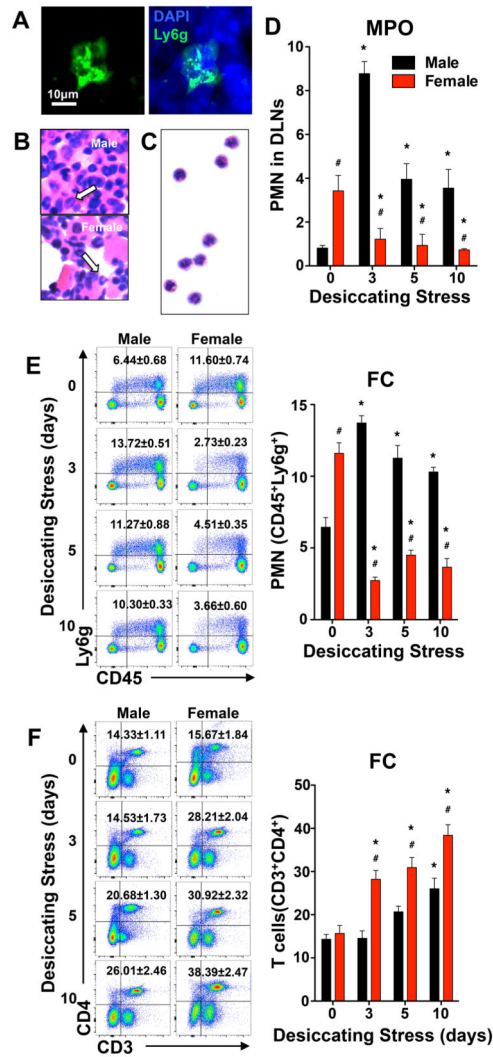 A
DAPI
Ly6g
10μm
B
Male
Female
C
D
MPO
PMN in DLNs
10
8
6
4
2
0
Male
Female
*
#
*
*
#
*
*
#
*
*
#
0 3 5 10
Desiccating Stress
E
Male Female
Desiccating Stress (days)
0
6.44±0.68 11.60±0.74
3
13.72±0.51 2.73±0.23
5
11.27±0.88 4.51±0.35
10
10.30±0.33 3.66±0.60
Ly6g
CD45
FC
PMN (CD45+Ly6g+)
15
10
5
0
#
*
*
#
*
*
#
*
*
#
0 3 5 10
Desiccating Stress
F
Male Female
Desiccating Stress (days)
0
14.33±1.11 15.67±1.84
3
14.53±1.73 28.21±2.04
5
20.68±1.30 30.92±2.32
10
26.01±2.46 38.39±2.47
CD4
CD3
FC
T cells(CD3+CD4+)
50
40
30
20
10
0
*
#
*
#
*
*
#
0 3 5 10
Desiccating Stress (days)